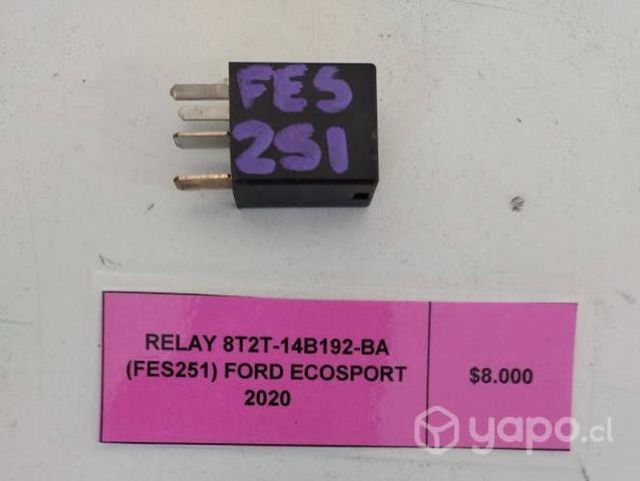 FES
251
RELAY 8T2T-14B192-BA
(FES251) FORD ECOSPORT
2020
$8.000
yapo.cl